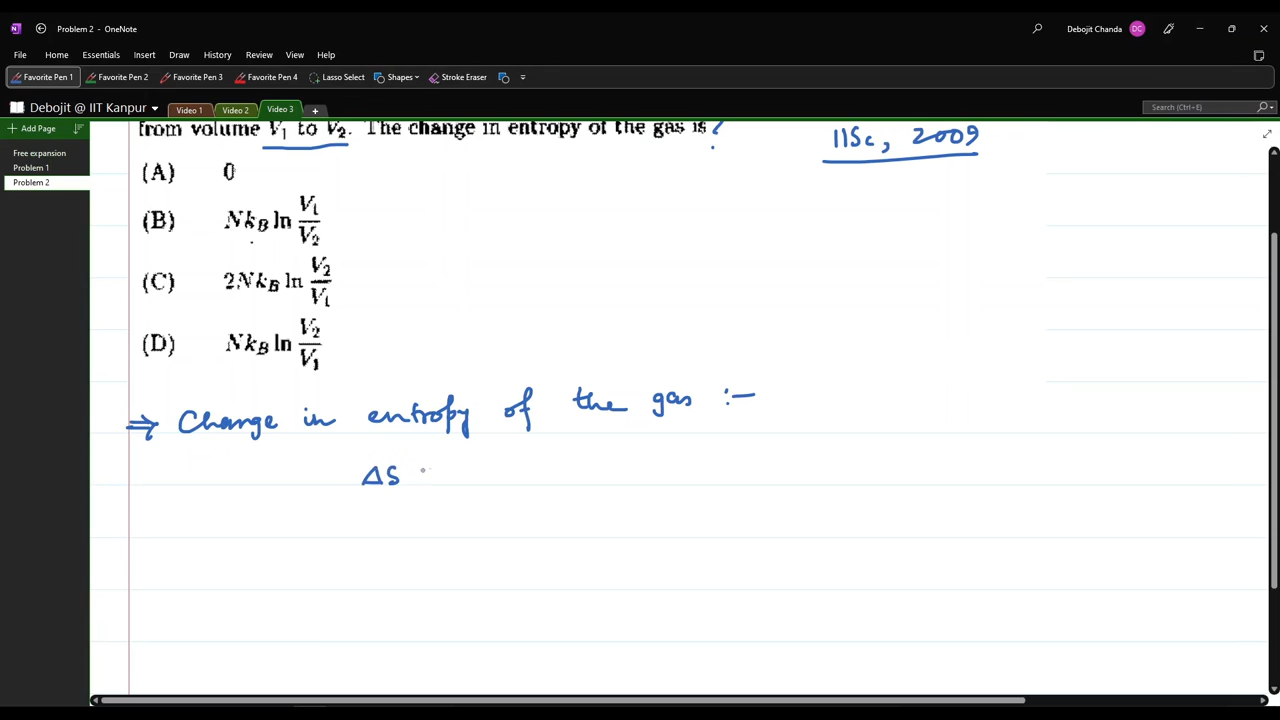 Problem 2 - OneNote
Debojit Chanda DC
File Home Essentials Insert Draw History Review View Help
Favorite Pen 1 Favorite Pen 2 Favorite Pen 3 Favorite Pen 4 Lasso Select Shapes Stroke Eraser
Debojit @ IIT Kanpur Video 1 Video 2 Video 3 + Search (Ctrl+E)
+ Add Page
Free expansion
Problem 1
Problem 2
from volume V₁ to V₂. The change in entropy of the gas is ?
IISc, 2009
(A) 0
(B) Nk_B ln V₁/V₂
(C) 2Nk_B ln V₂/V₁
(D) Nk_B ln V₂/V₁
⇒ Change in entropy of the gas :-
ΔS